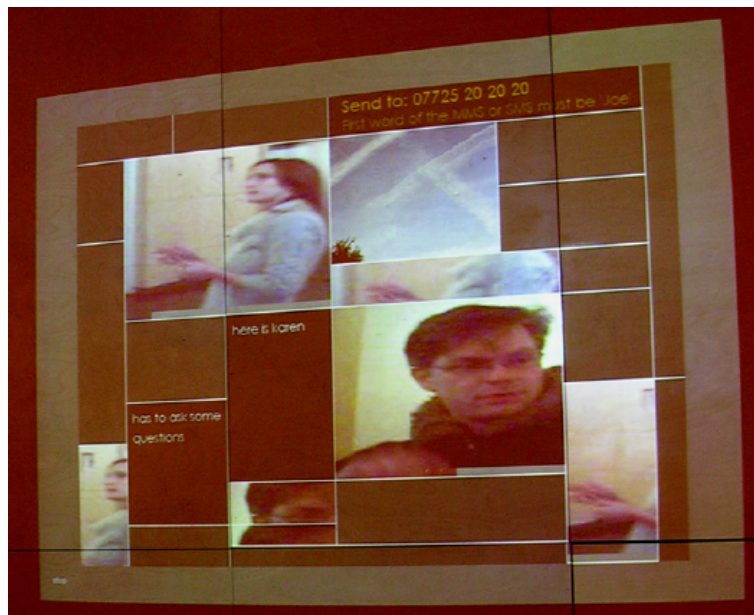 Send to: 07725 20 20 20
First word of the MMS or SMS must be 'Joe'
here is karen
has to ask some
questions
stop